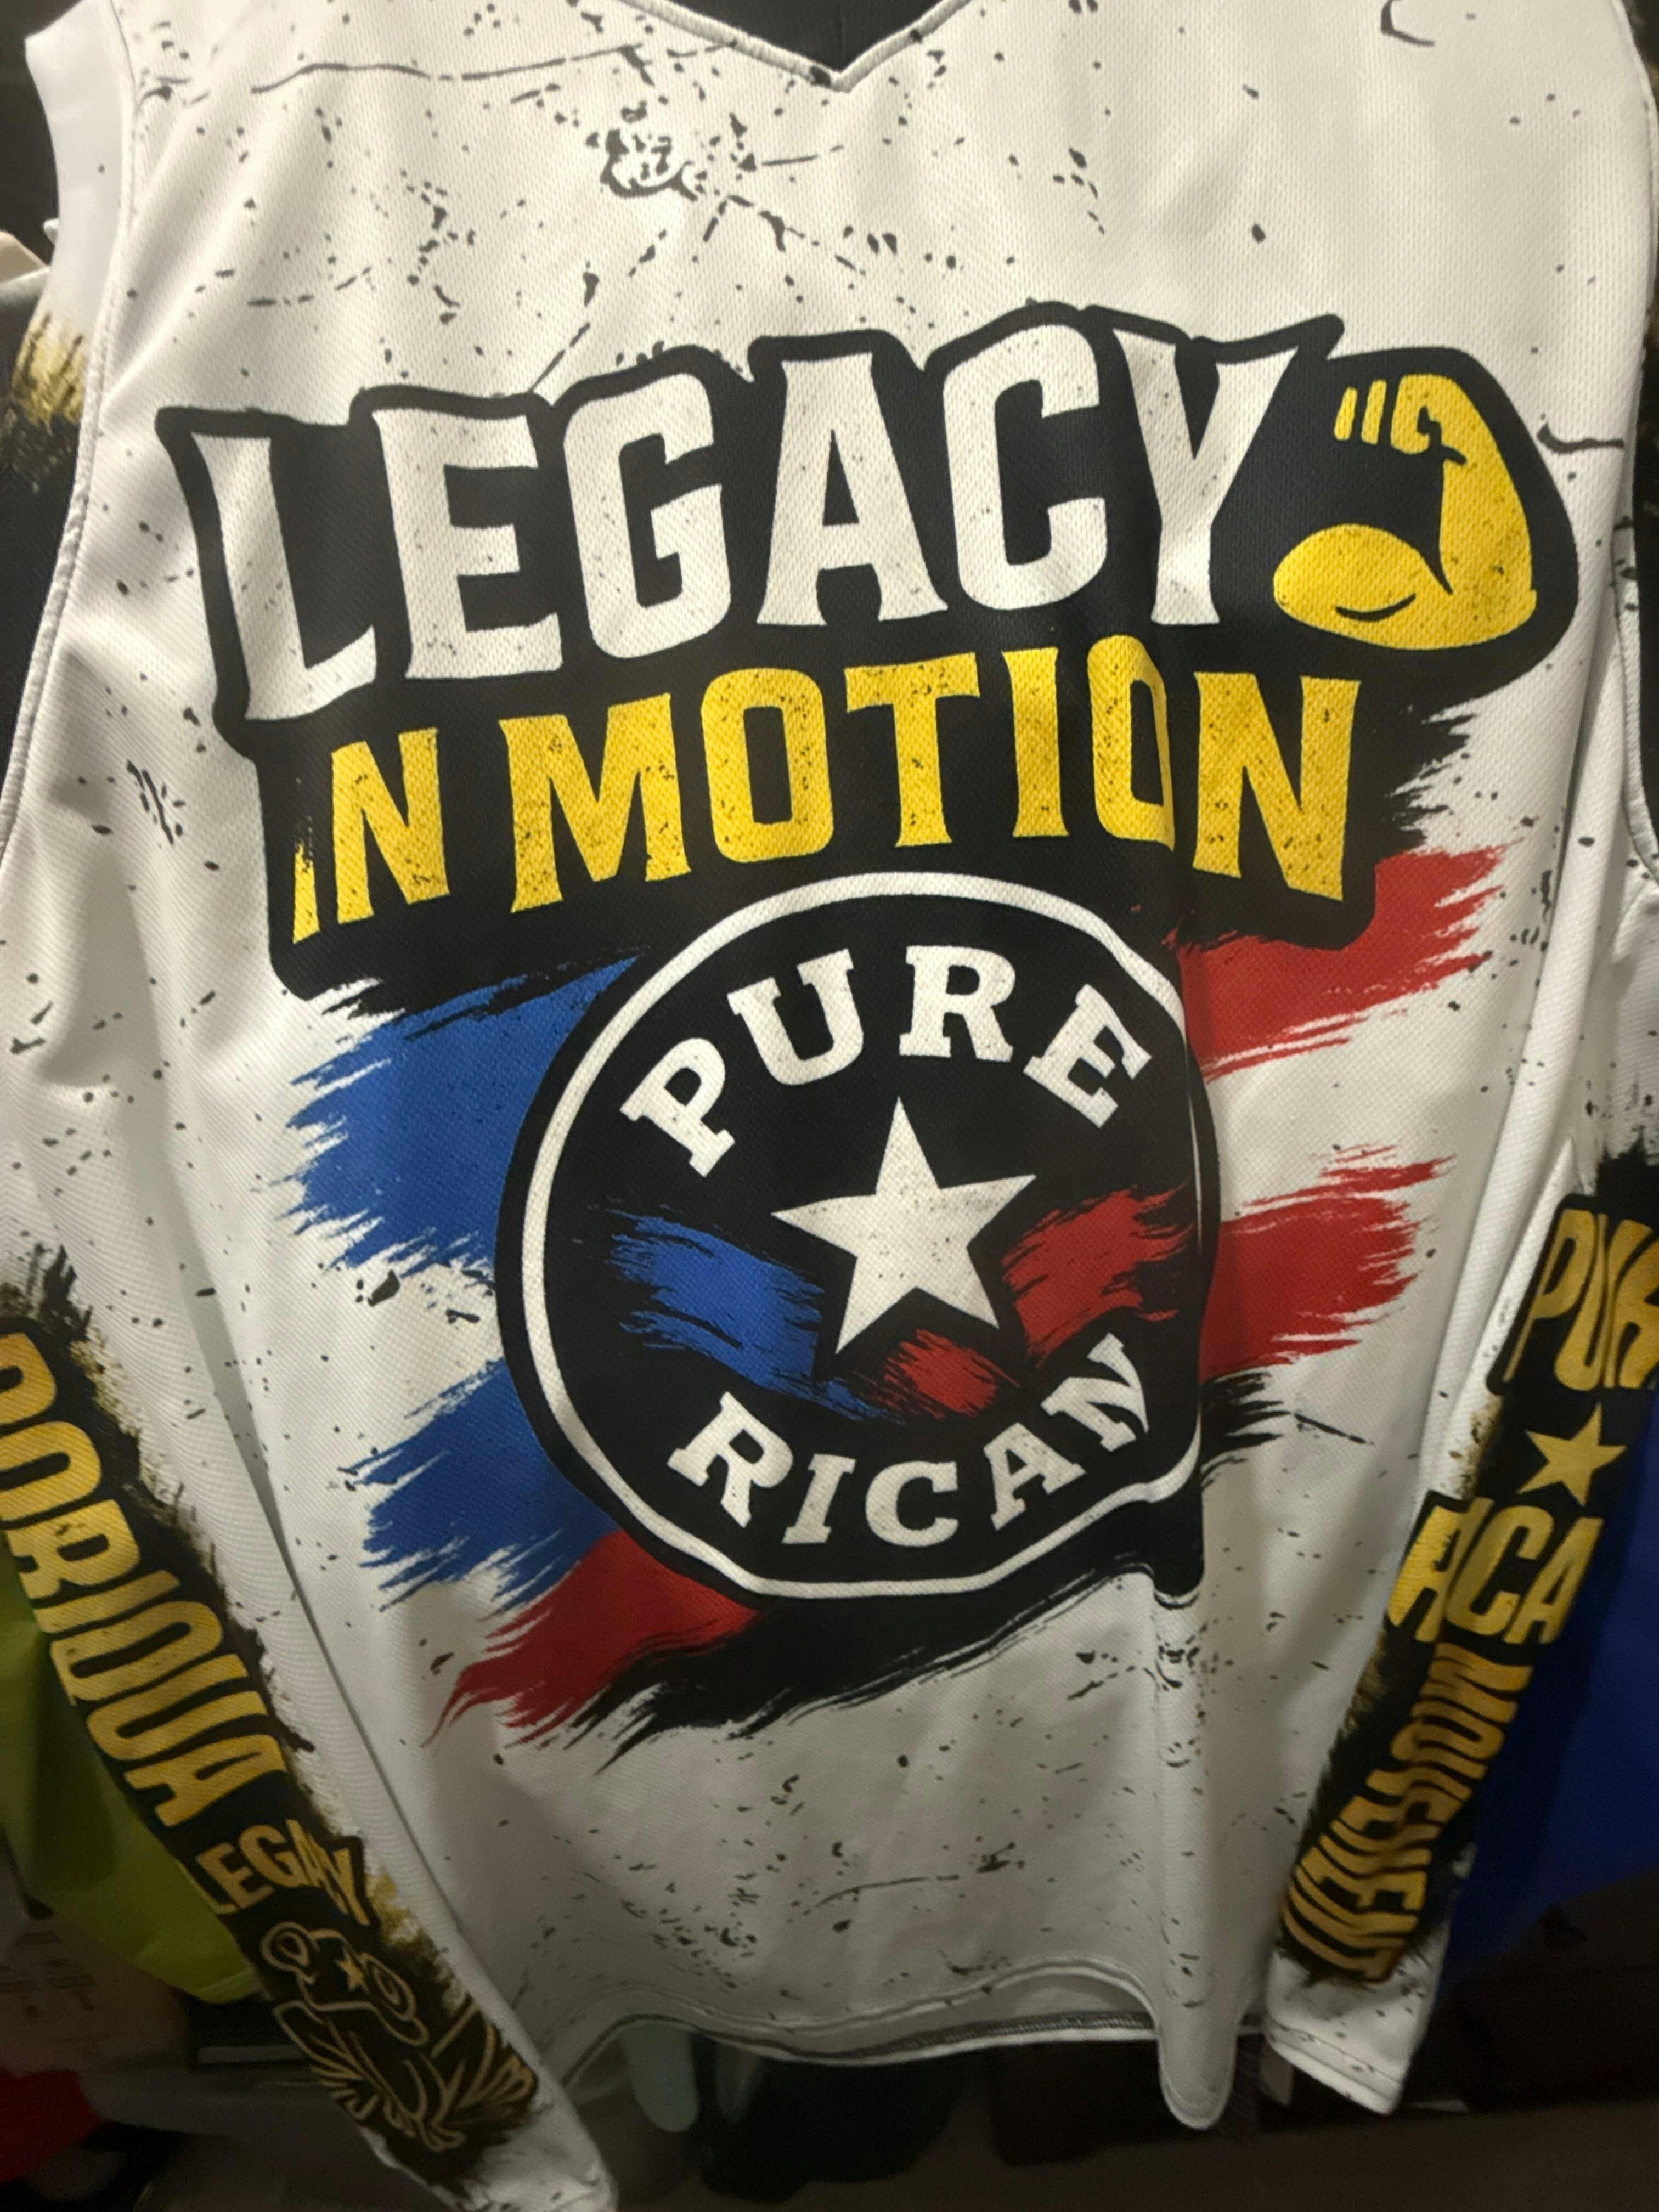 LEGACY
IN MOTION
PURE
RICAN
BORIQUA
LEGACY